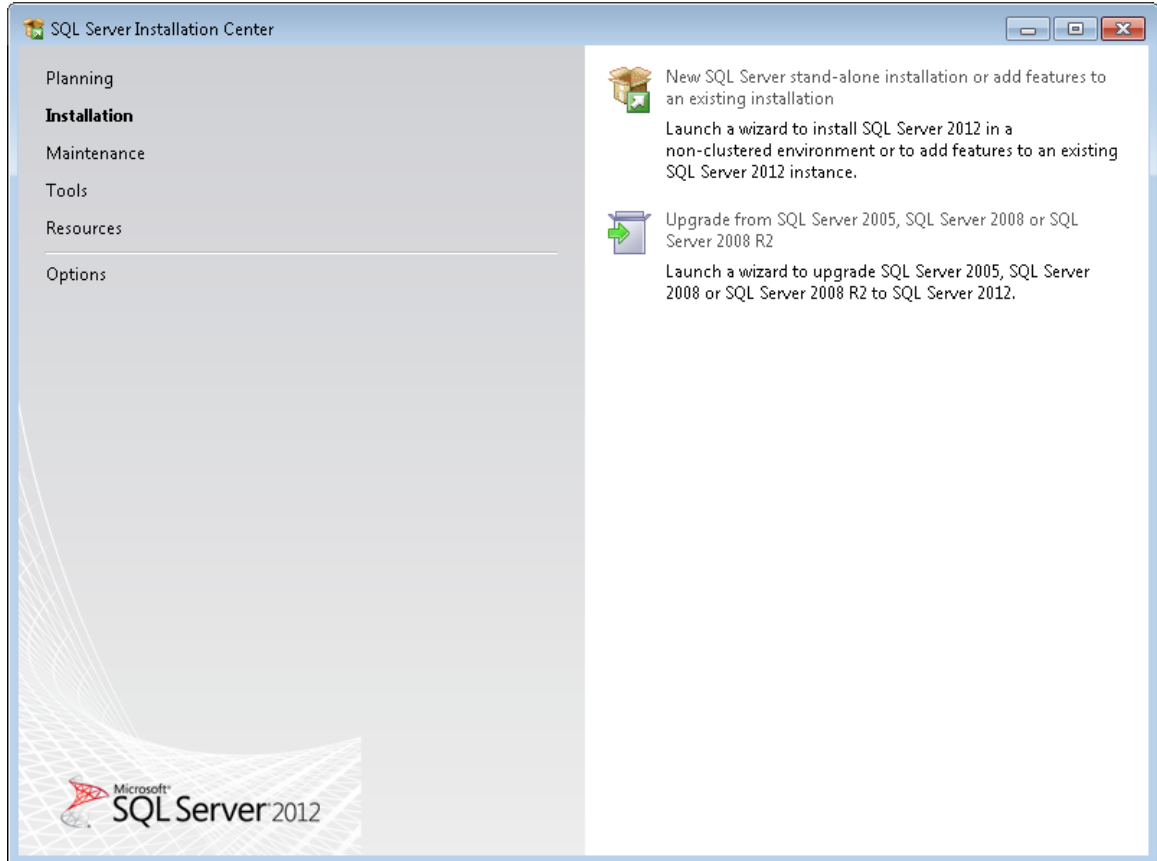 SQL Server Installation Center
Planning
Installation
Maintenance
Tools
Resources
Options
New SQL Server stand-alone installation or add features to
an existing installation
Launch a wizard to install SQL Server 2012 in a
non-clustered environment or to add features to an existing
SQL Server 2012 instance.
Upgrade from SQL Server 2005, SQL Server 2008 or SQL
Server 2008 R2
Launch a wizard to upgrade SQL Server 2005, SQL Server
2008 or SQL Server 2008 R2 to SQL Server 2012.
Microsoft®
SQL Server® 2012